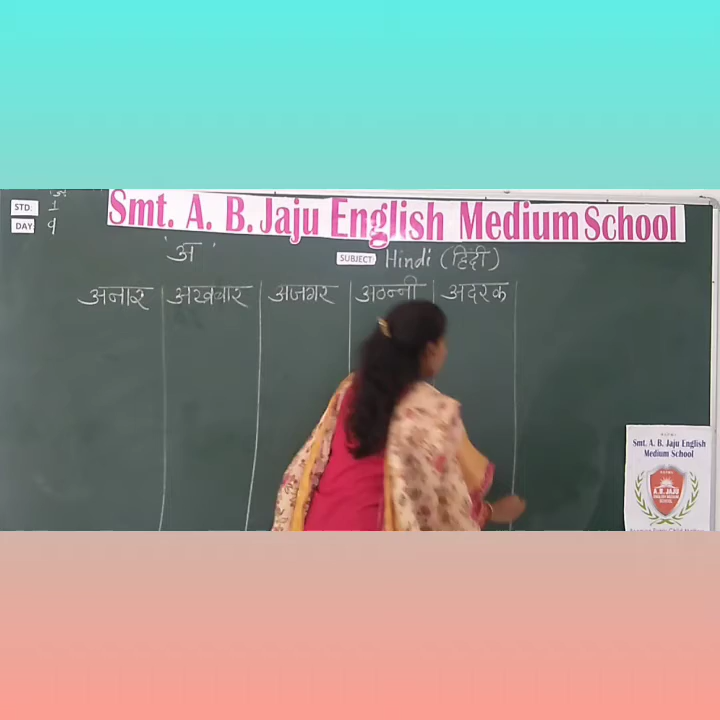 Smt. A. B. Jaju English Medium School
STD: I
DAY 9
'अ'
SUBJECT: Hindi (हिंदी)
अनार अखबार अजगर अठन्नी अदरक
Smt. A. B. Jaju English
Medium School
A.B. JAJU